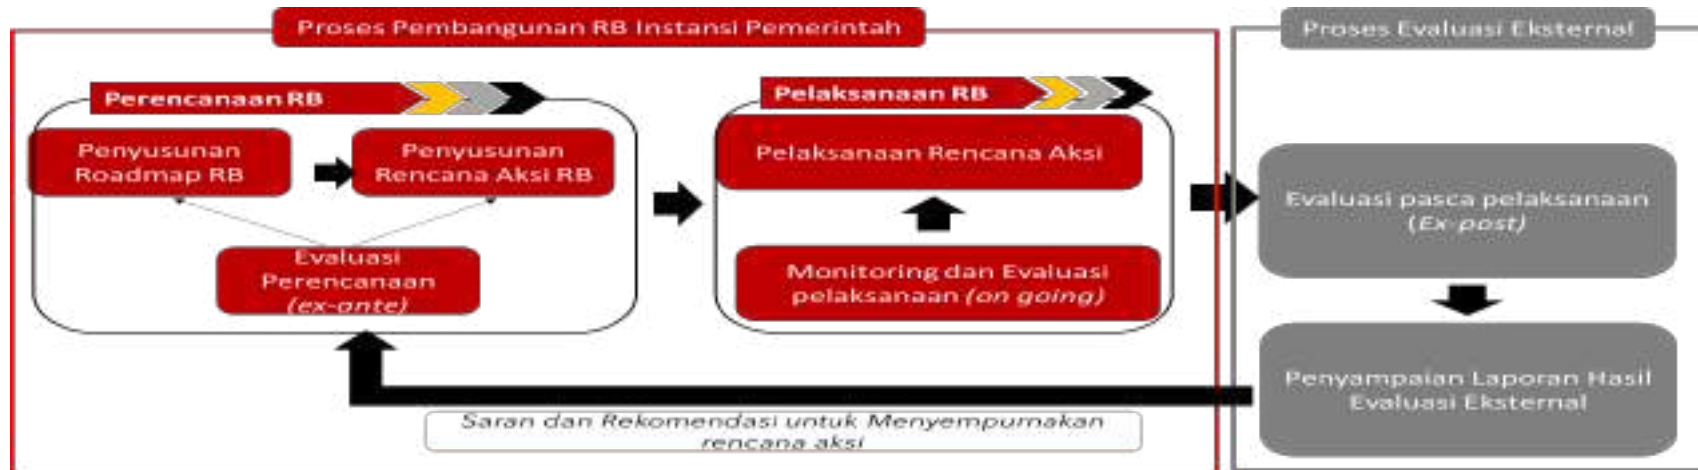 Proses Pembangunan RB Instansi Pemerintah
Perencanaan RB
Penyusunan
Roadmap RB
Penyusunan
Rencana Aksi RB
Evaluasi
Perencanaan
(ex-ante)
Pelaksanaan RB
Pelaksanaan Rencana Aksi
Monitoring dan Evaluasi
pelaksanaan (on going)
Saran dan Rekomendasi untuk Menyempurnakan
rencana aksi
Proses Evaluasi Eksternal
Evaluasi pasca pelaksanaan
(Ex-post)
Penyampaian Laporan Hasil
Evaluasi Eksternal